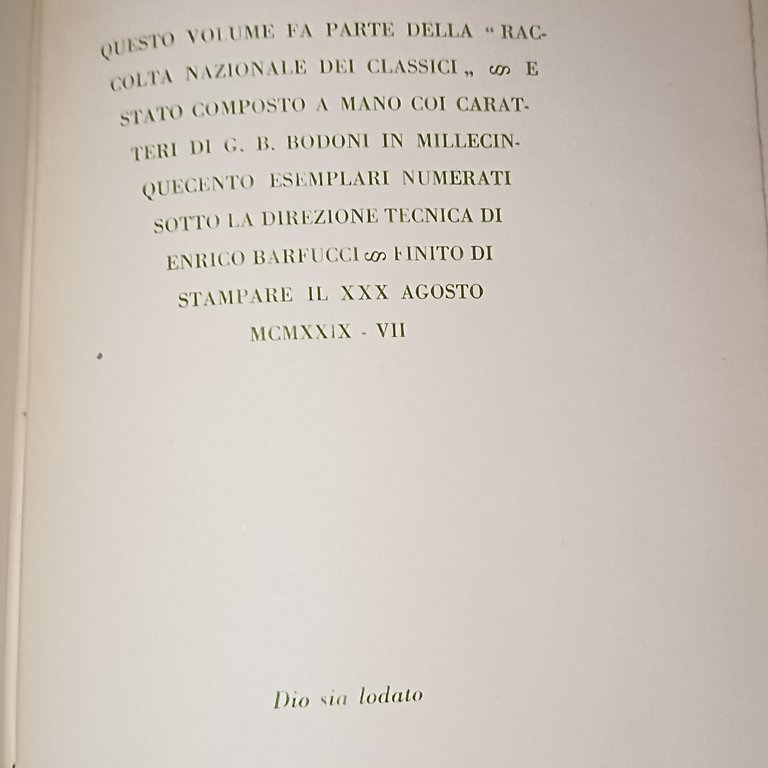 QUESTO VOLUME FA PARTE DELLA “ RAC-
COLTA NAZIONALE DEI CLASSICI „ E
STATO COMPOSTO A MANO COI CARAT-
TERI DI G. B. BODONI IN MILLECIN-
QUECENTO ESEMPLARI NUMERATI
SOTTO LA DIREZIONE TECNICA DI
ENRICO BARFUCCI FINITO DI
STAMPARE IL XXX AGOSTO
MCMXXIX - VII
Dio sia lodato